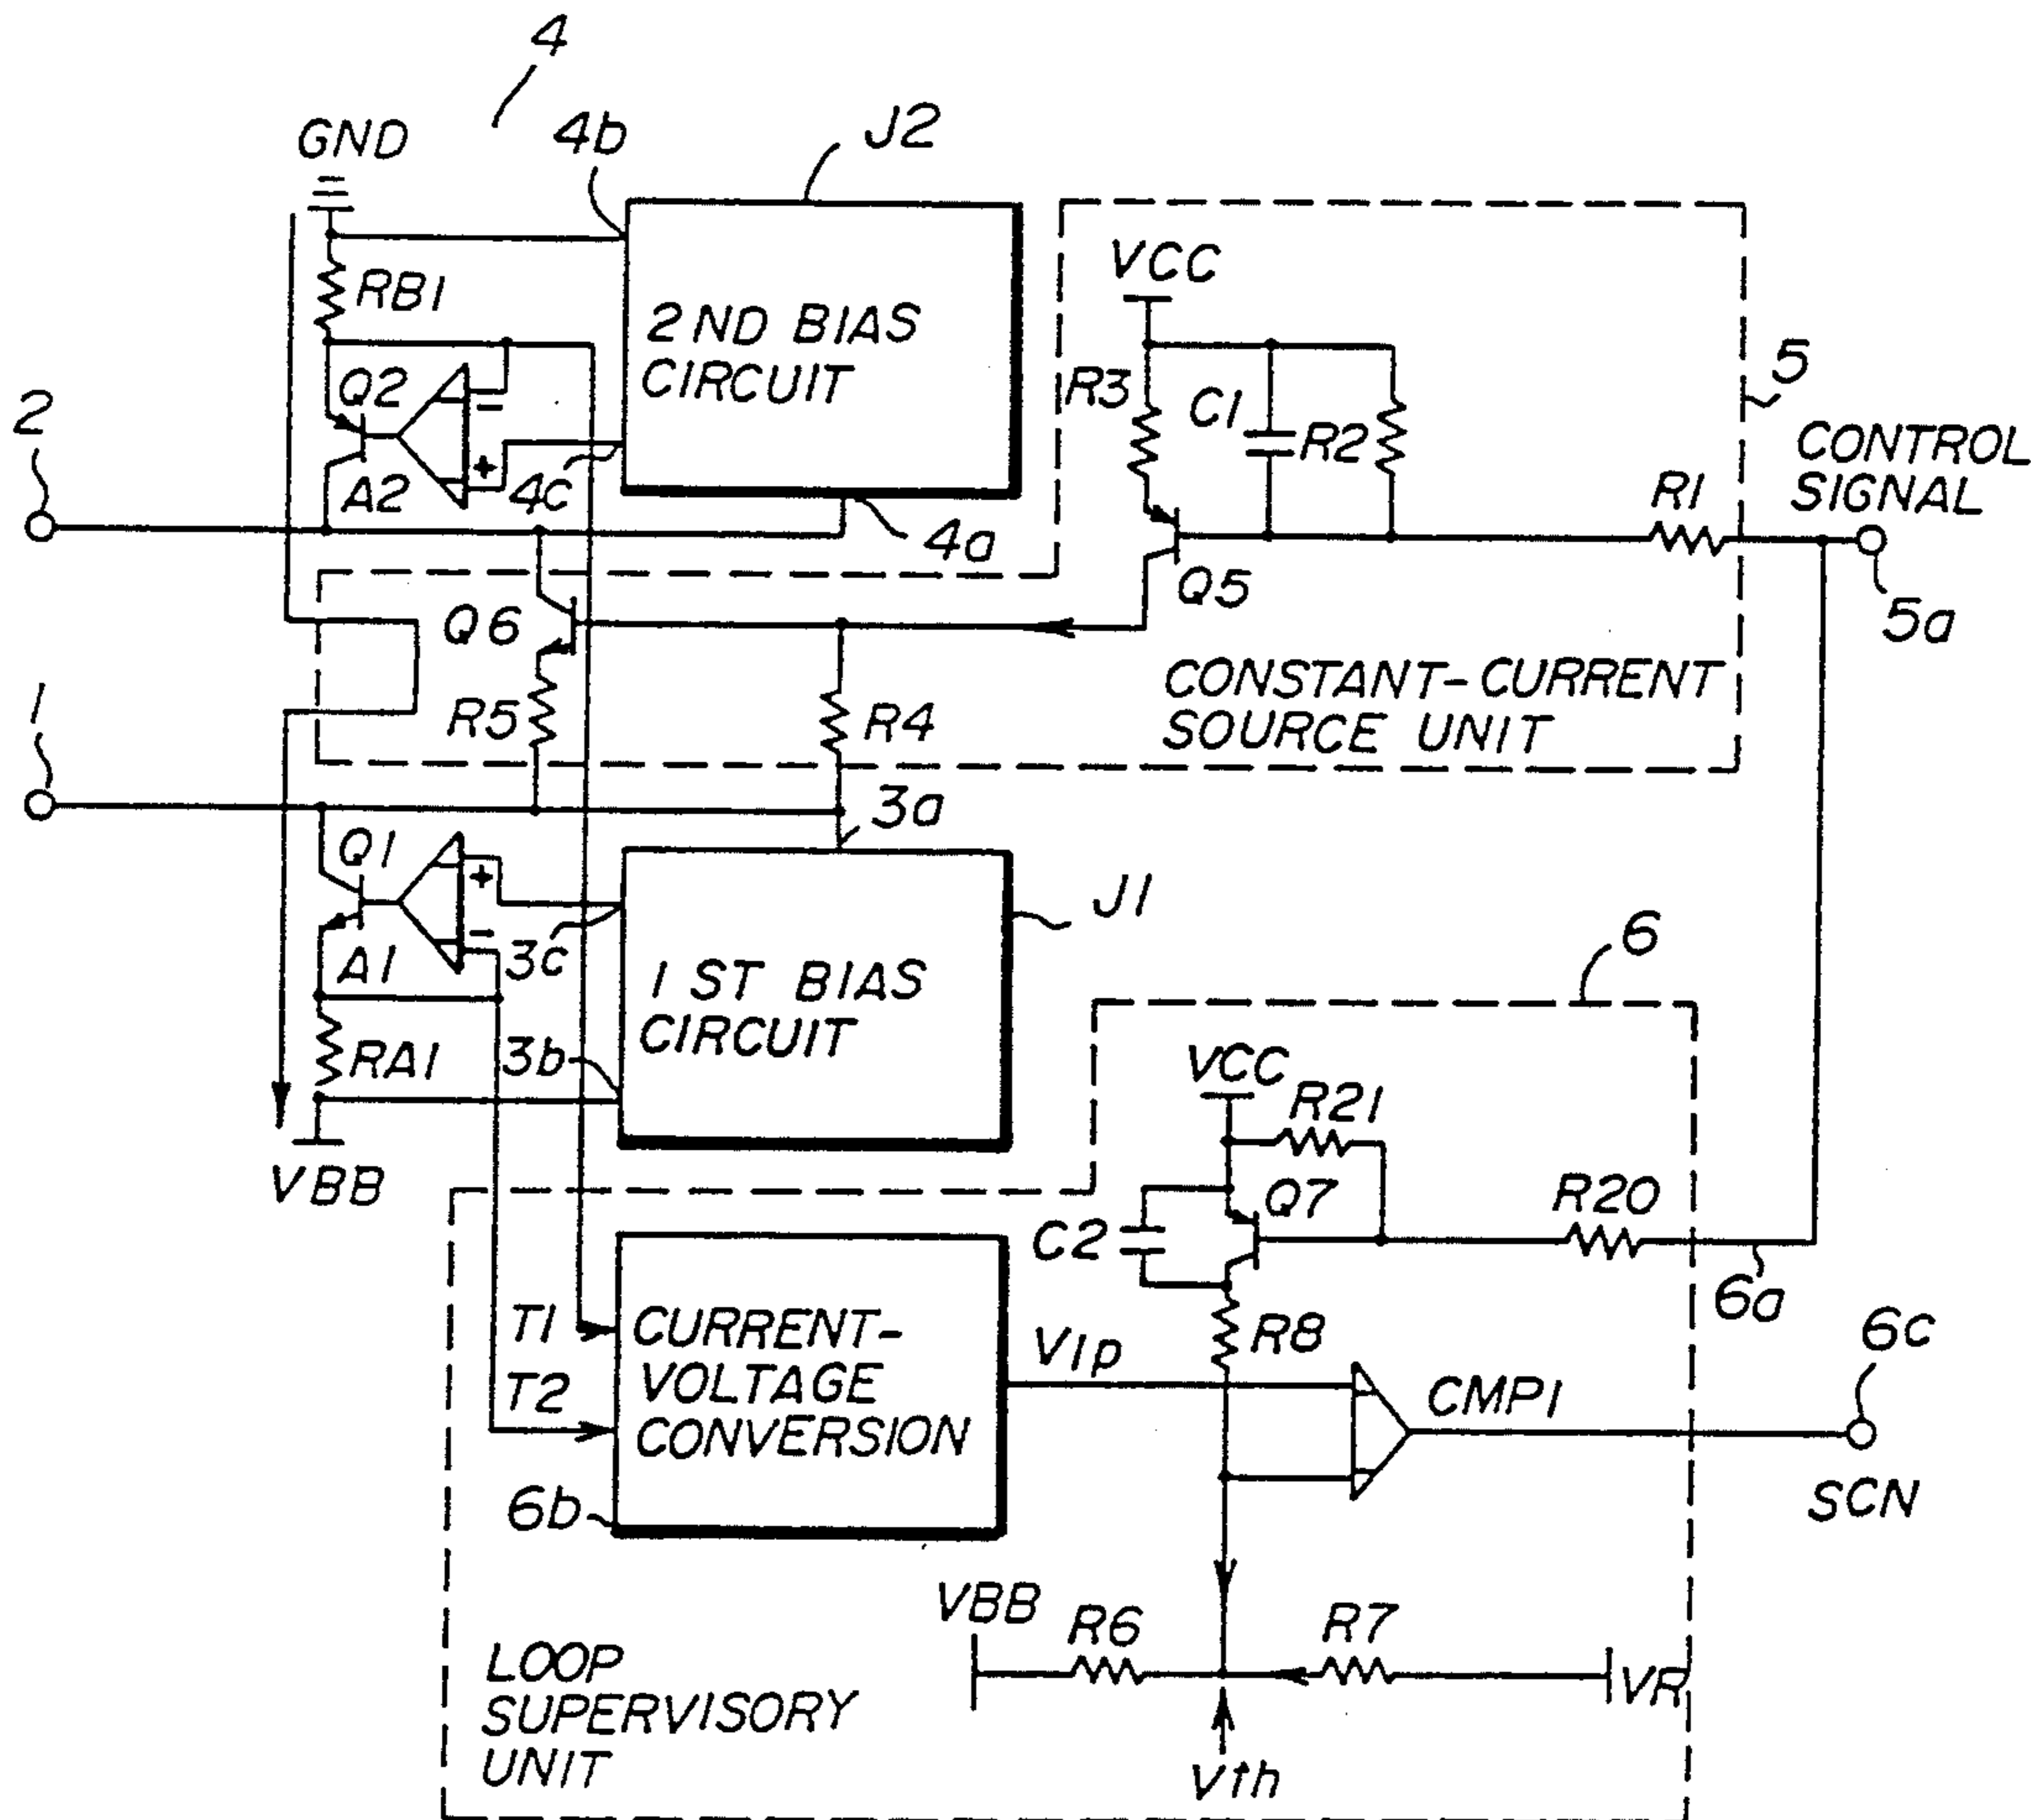 4
GND
4b
J2
RB1
2ND BIAS
CIRCUIT
VCC
5
Q2
R3
C1
R2
2
CONTROL
SIGNAL
A2
4c
R1
4a
Q5
5a
Q6
CONSTANT-CURRENT
SOURCE UNIT
1
R5
R4
3a
Q1
J1
A1
3c
6
1 ST BIAS
CIRCUIT
RA1
3b
VCC
R21
VBB
Q7
R20
C2
6a
T1
CURRENT-
VOLTAGE
CONVERSION
R8
6c
V1p
T2
CMP1
6b
SCN
VBB
R6
R7
VR
LOOP
SUPERVISORY
UNIT
Vth
+
-
+
-